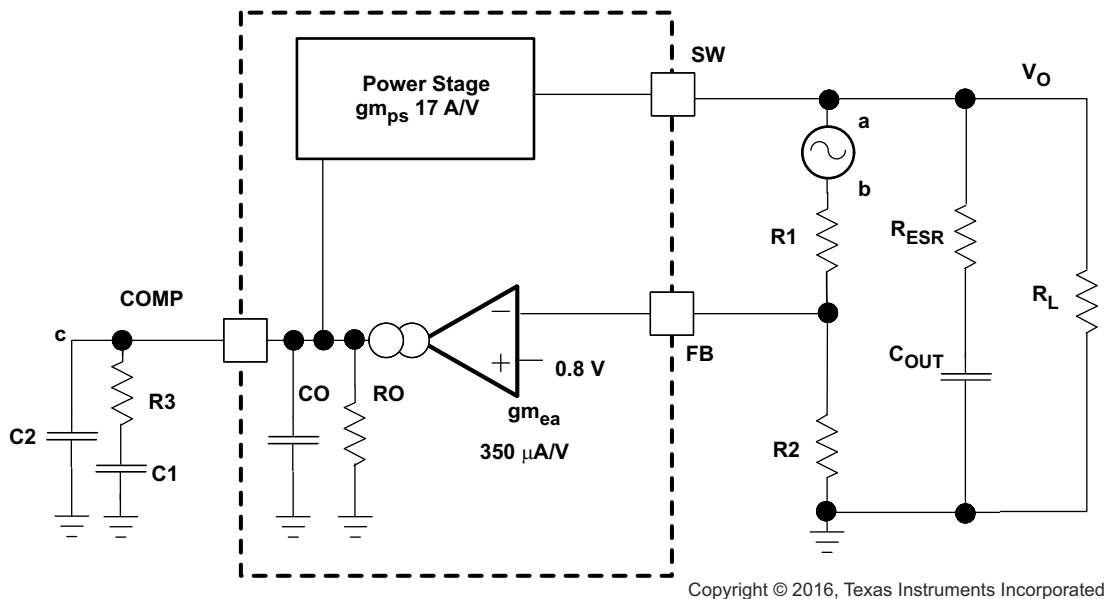 SW
Power Stage
gmps 17 A/V
VO
a
b
R1
RESR
RL
COMP
c
R3
C2
C1
CO
RO
−
+
0.8 V
gmea
350 μA/V
FB
COUT
R2
Copyright © 2016, Texas Instruments Incorporated